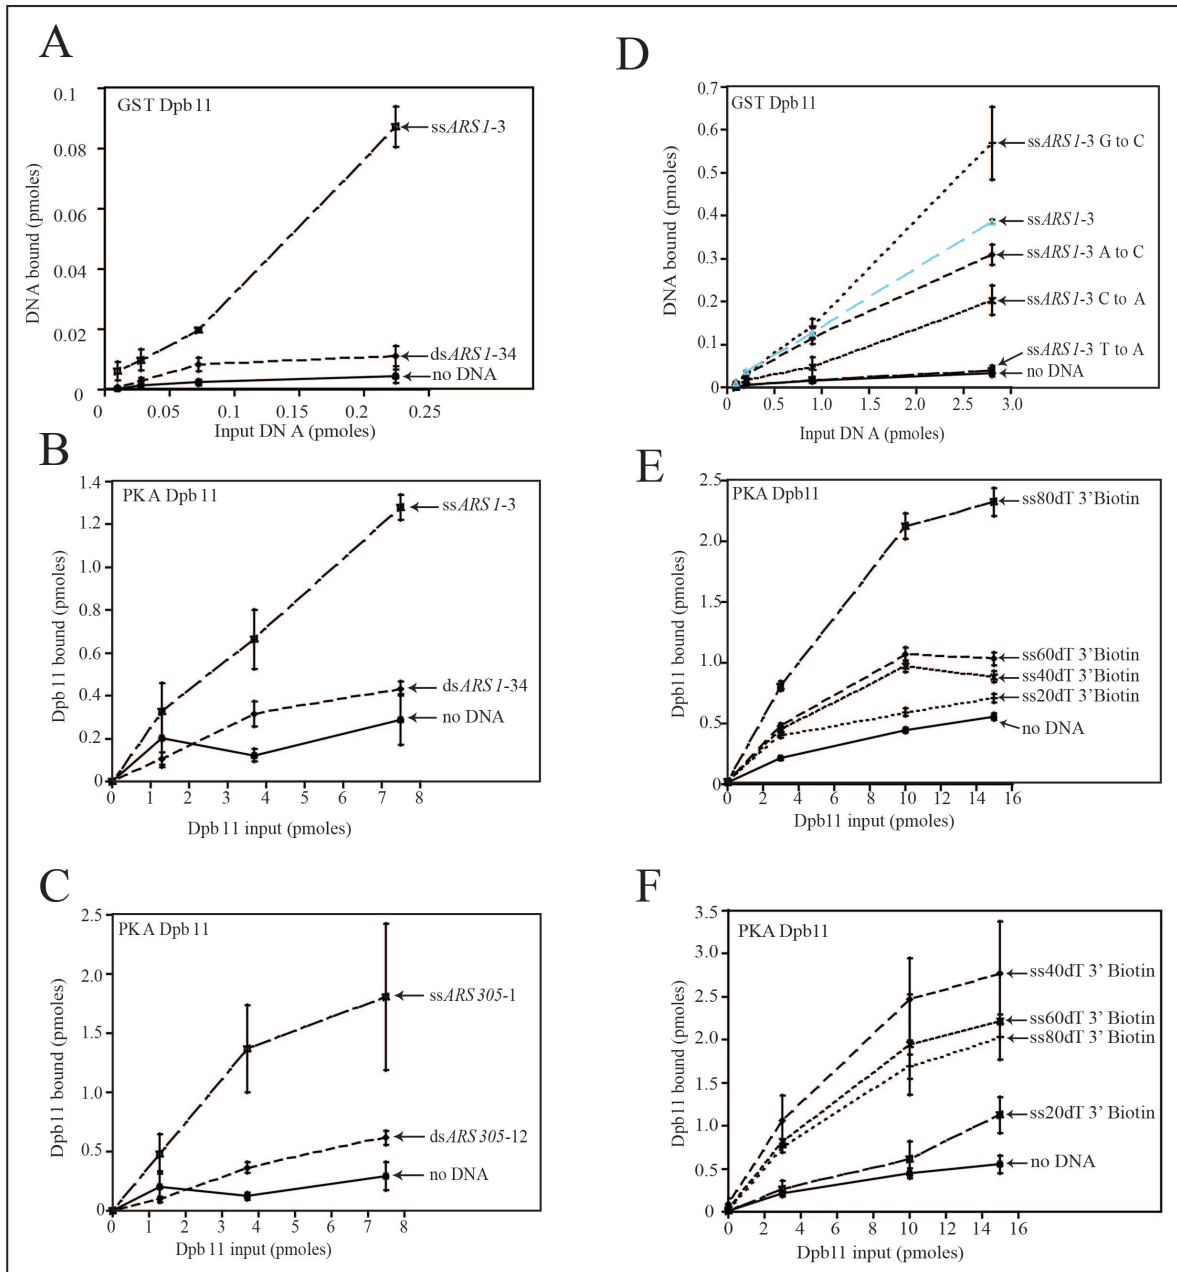 A
GST Dpb11
0.1
0.08
0.06
0.04
0.02
0
DNA bound (pmoles)
ssARS1-3
dsARS1-34
no DNA
0 0.05 0.1 0.15 0.2 0.25
Input DNA (pmoles)
B
PKA Dpb11
1.4
1.2
1.0
0.8
0.6
0.4
0.2
0
Dpb11 bound (pmoles)
ssARS1-3
dsARS1-34
no DNA
0 1 2 3 4 5 6 7 8
Dpb11 input (pmoles)
C
PKA Dpb11
2.5
2.0
1.5
1.0
0.5
0
Dpb11 bound (pmoles)
ssARS305-1
dsARS305-12
no DNA
0 1 2 3 4 5 6 7 8
Dpb11 input (pmoles)
D
GST Dpb11
0.7
0.6
0.5
0.4
0.3
0.2
0.1
0
DNA bound (pmoles)
ssARS1-3 G to C
ssARS1-3
ssARS1-3 A to C
ssARS1-3 C to A
ssARS1-3 T to A
no DNA
0 0.5 1.0 1.5 2.0 2.5 3.0
Input DNA (pmoles)
E
PKA Dpb11
2.5
2.0
1.5
1.0
0.5
0
Dpb11 bound (pmoles)
ss80dT 3'Biotin
ss60dT 3'Biotin
ss40dT 3'Biotin
ss20dT 3'Biotin
no DNA
0 2 4 6 8 10 12 14 16
Dpb11 input (pmoles)
F
PKA Dpb11
3.5
3.0
2.5
2.0
1.5
1.0
0.5
0
Dpb11 bound (pmoles)
ss40dT 3' Biotin
ss60dT 3' Biotin
ss80dT 3' Biotin
ss20dT 3' Biotin
no DNA
0 2 4 6 8 10 12 14 16
Dpb11 input (pmoles)